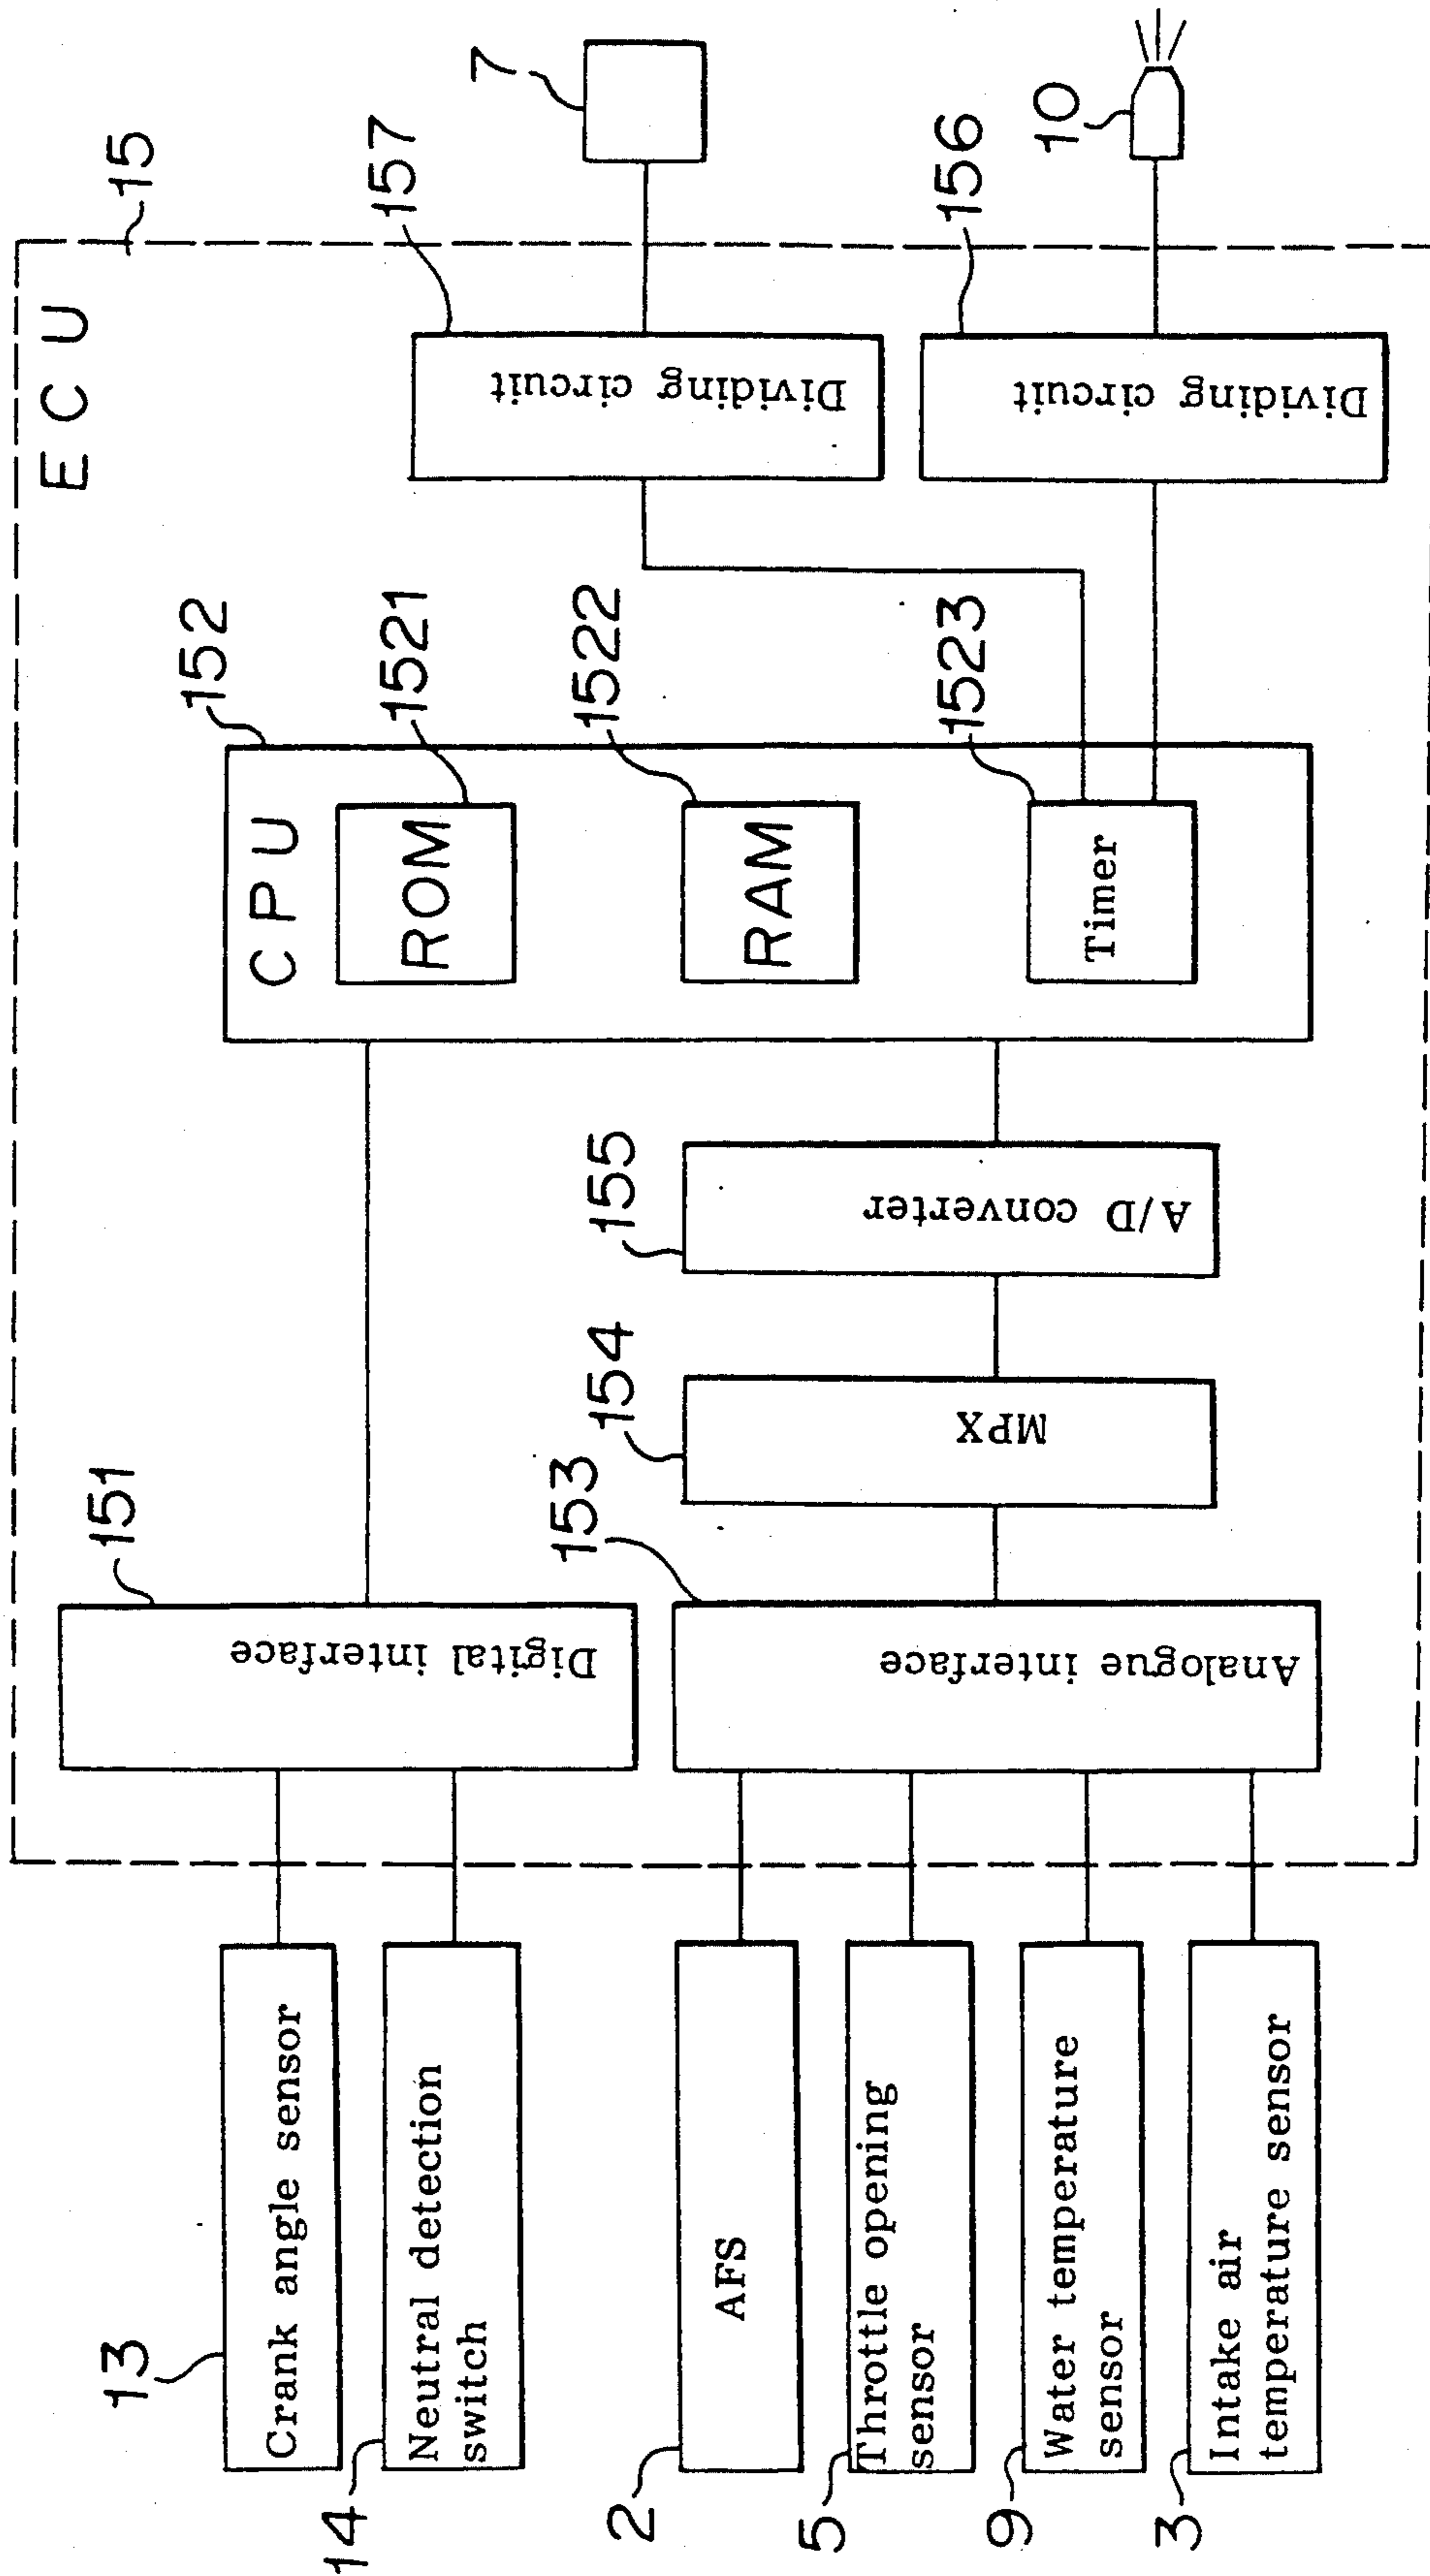 ECU
15
13
Crank angle sensor
14
Neutral detection
switch
2
AFS
5
Throttle opening
sensor
9
Water temperature
sensor
3
Intake air
temperature sensor
151
Digital interface
153
Analogue interface
154
MPX
155
A/D converter
152
CPU
1521
ROM
1522
RAM
1523
Timer
157
Dividing circuit
156
Dividing circuit
7
10